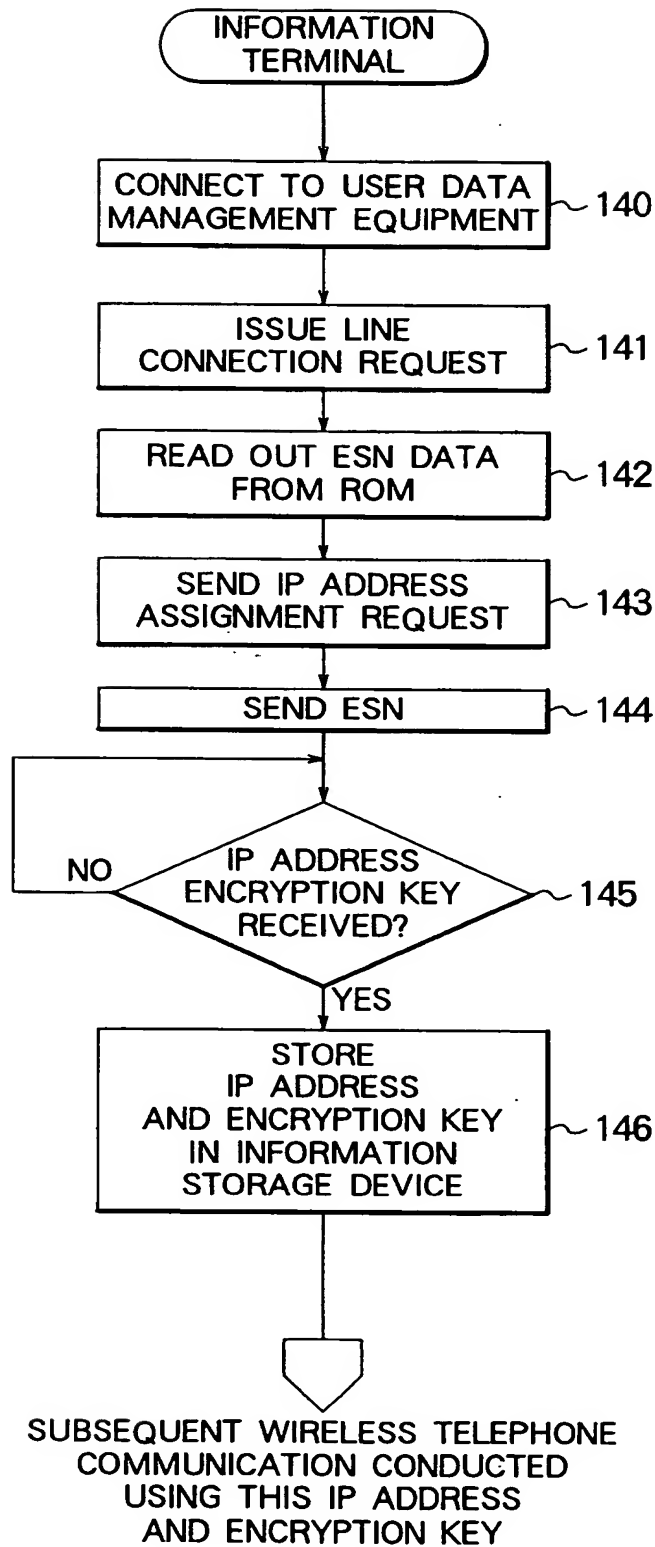 INFORMATION
TERMINAL
CONNECT TO USER DATA
MANAGEMENT EQUIPMENT
140
ISSUE LINE
CONNECTION REQUEST
141
READ OUT ESN DATA
FROM ROM
142
SEND IP ADDRESS
ASSIGNMENT REQUEST
143
SEND ESN
144
NO
IP ADDRESS
ENCRYPTION KEY
RECEIVED?
145
YES
STORE
IP ADDRESS
AND ENCRYPTION KEY
IN INFORMATION
STORAGE DEVICE
146
SUBSEQUENT WIRELESS TELEPHONE
COMMUNICATION CONDUCTED
USING THIS IP ADDRESS
AND ENCRYPTION KEY